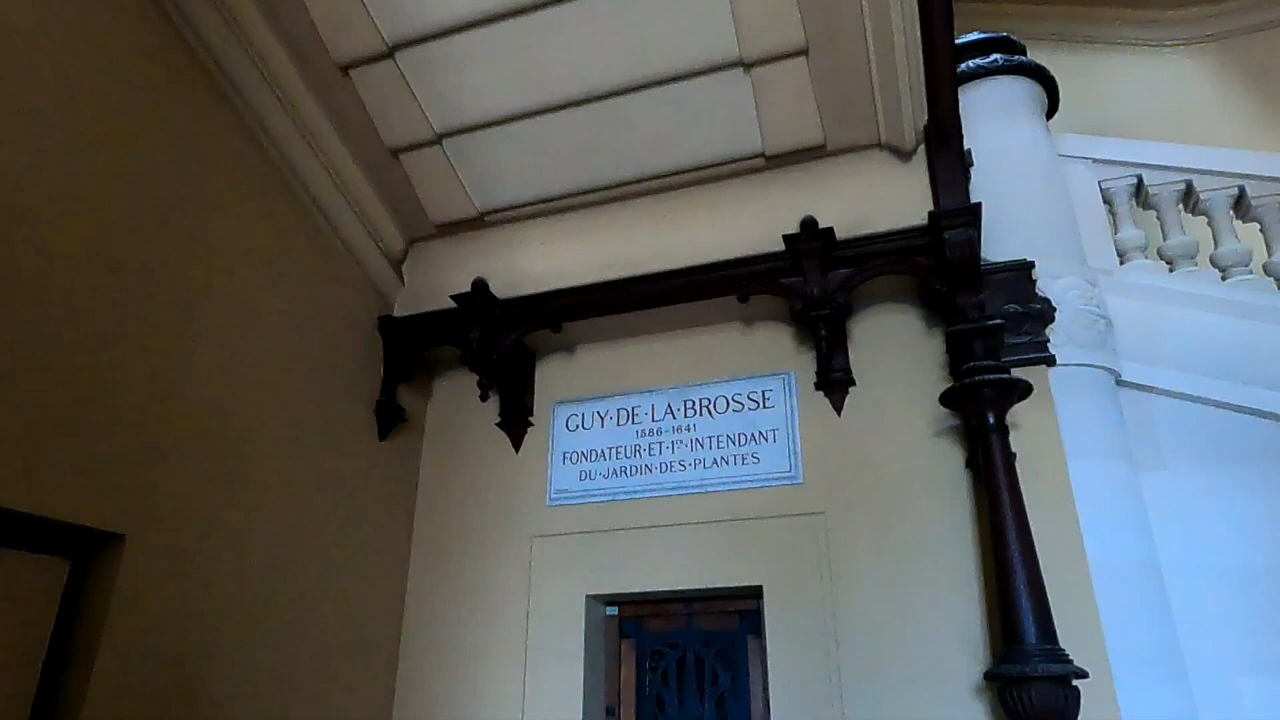 GUY·DE·LA·BROSSE
1586-1641
FONDATEUR·ET·1ER·INTENDANT
DU·JARDIN·DES·PLANTES